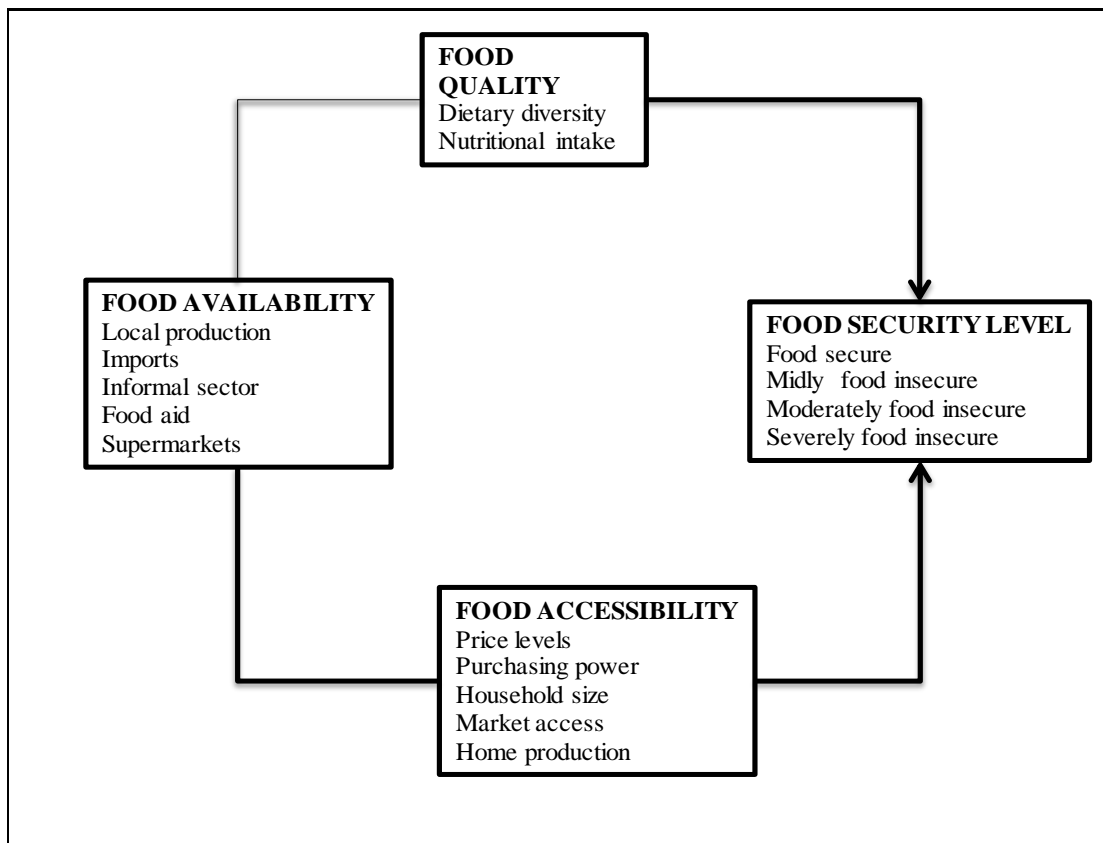 FOOD
QUALITY
Dietary diversity
Nutritional intake
FOOD AVAILABILITY
Local production
Imports
Informal sector
Food aid
Supermarkets
FOOD SECURITY LEVEL
Food secure
Midly food insecure
Moderately food insecure
Severely food insecure
FOOD ACCESSIBILITY
Price levels
Purchasing power
Household size
Market access
Home production